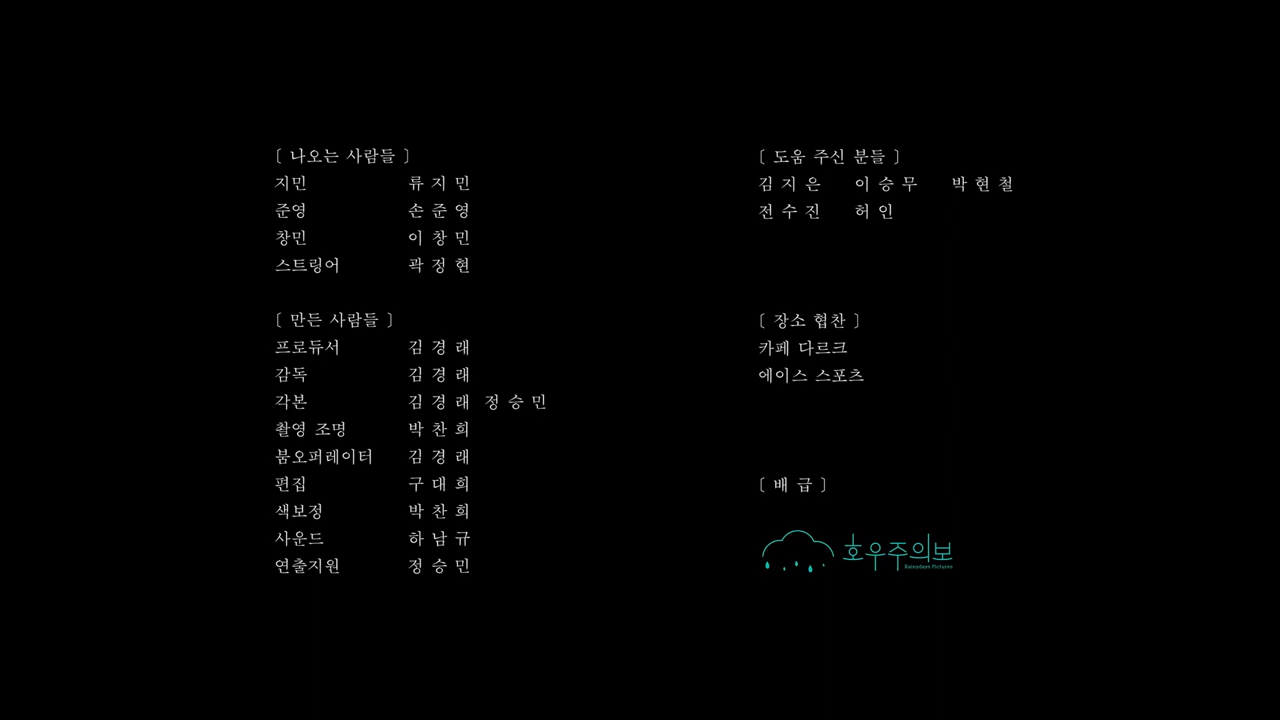 [ 나오는 사람들 ]
지민 류 지 민
준영 손 준 영
창민 이 창 민
스트링어 곽 정 현
[ 만든 사람들 ]
프로듀서 김 경 래
감독 김 경 래
각본 김 경 래 정 승 민
촬영 조명 박 찬 희
붐오퍼레이터 김 경 래
편집 구 대 희
색보정 박 찬 희
사운드 하 남 규
연출지원 정 승 민
[ 도움 주신 분들 ]
김 지 은 이 승 무 박 현 철
전 수 진 허 인
[ 장소 협찬 ]
카페 다르크
에이스 스포츠
[ 배 급 ]
호우주의보
Rainydays Pictures